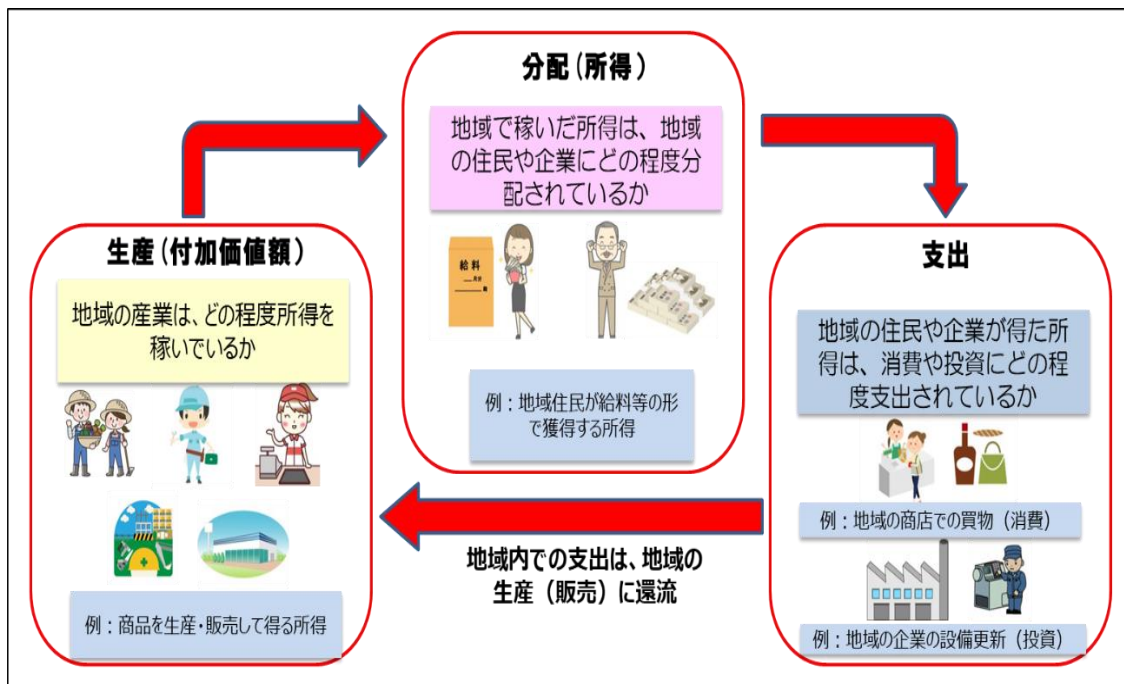 分配(所得)
地域で稼いだ所得は、地域
の住民や企業にどの程度分
配されているか
給料
例：地域住民が給料等の形
で獲得する所得
生産(付加価値額)
地域の産業は、どの程度所得を
稼いでいるか
例：商品を生産・販売して得る所得
支出
地域の住民や企業が得た所
得は、消費や投資にどの程
度支出されているか
例：地域の商店での買物（消費）
例：地域の企業の設備更新（投資）
地域内での支出は、地域の
生産（販売）に還流